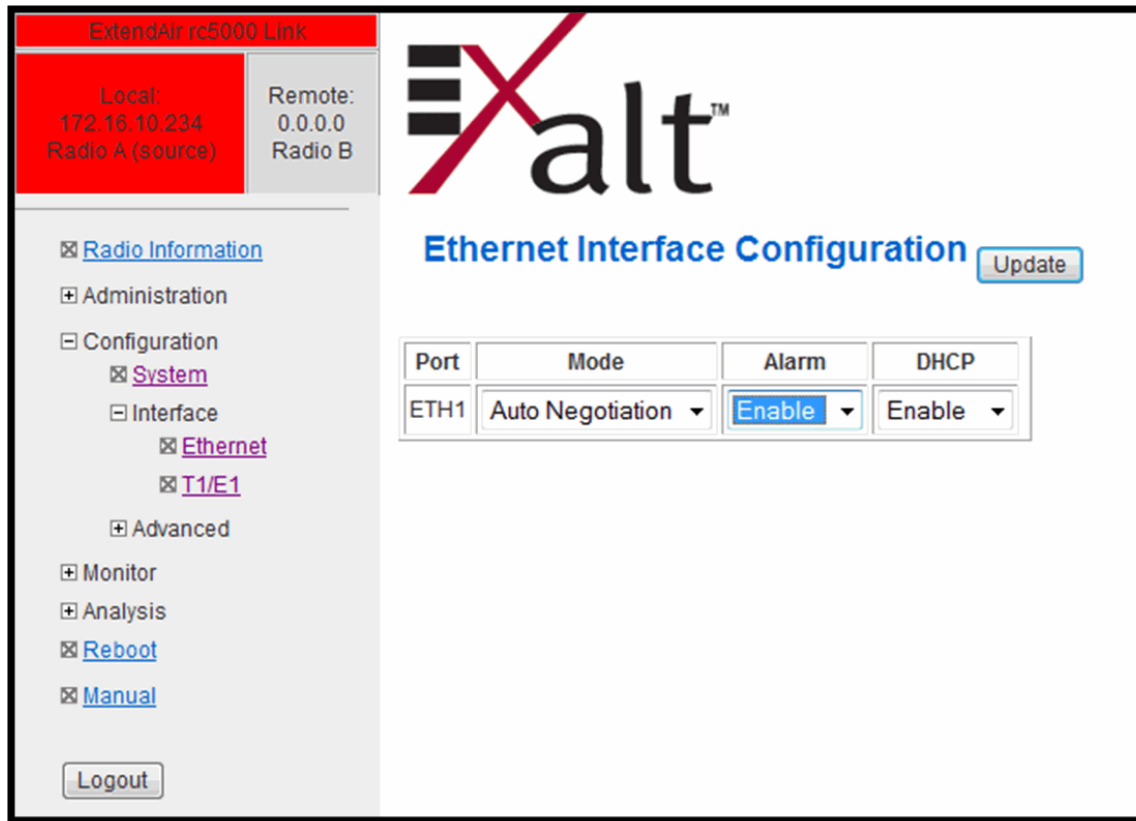 ExtendAir rc5000 Link
Local:
172.16.10.234
Radio A (source)
Remote:
0.0.0.0
Radio B
Exalt™
Radio Information
Administration
Configuration
System
Interface
Ethernet
T1/E1
Advanced
Monitor
Analysis
Reboot
Manual
Logout
Ethernet Interface Configuration Update
Port Mode Alarm DHCP
ETH1 Auto Negotiation Enable Enable